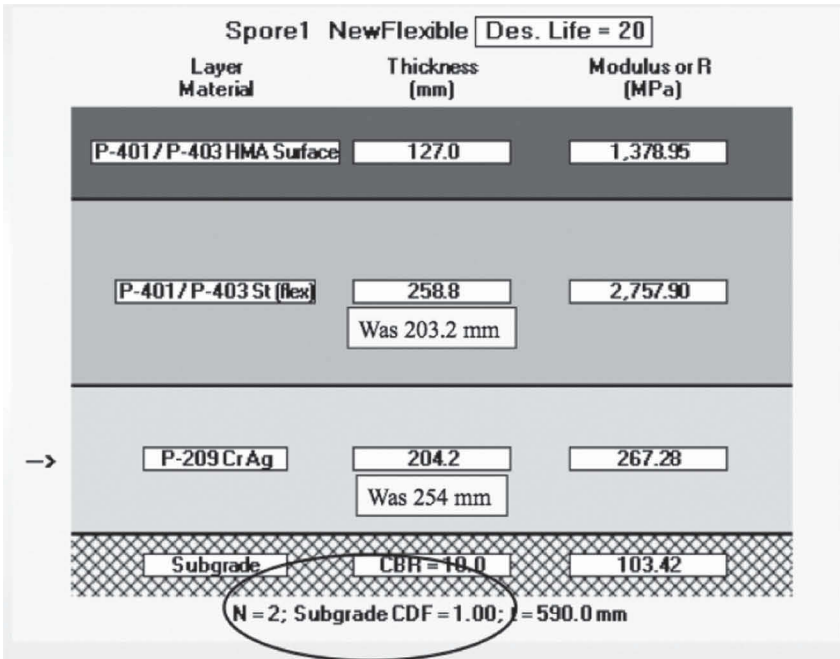 Spore1 NewFlexible Des. Life = 20
Layer Material Thickness (mm) Modulus or R (MPa)
P-401 / P-403 HMA Surface 127.0 1,378.95
P-401 / P-403 St (flex) 258.8 2,757.90
Was 203.2 mm
–> P-209 Cr Ag 204.2 267.28
Was 254 mm
Subgrade CBR = 10.0 103.42
N = 2; Subgrade CDF = 1.00; t = 590.0 mm